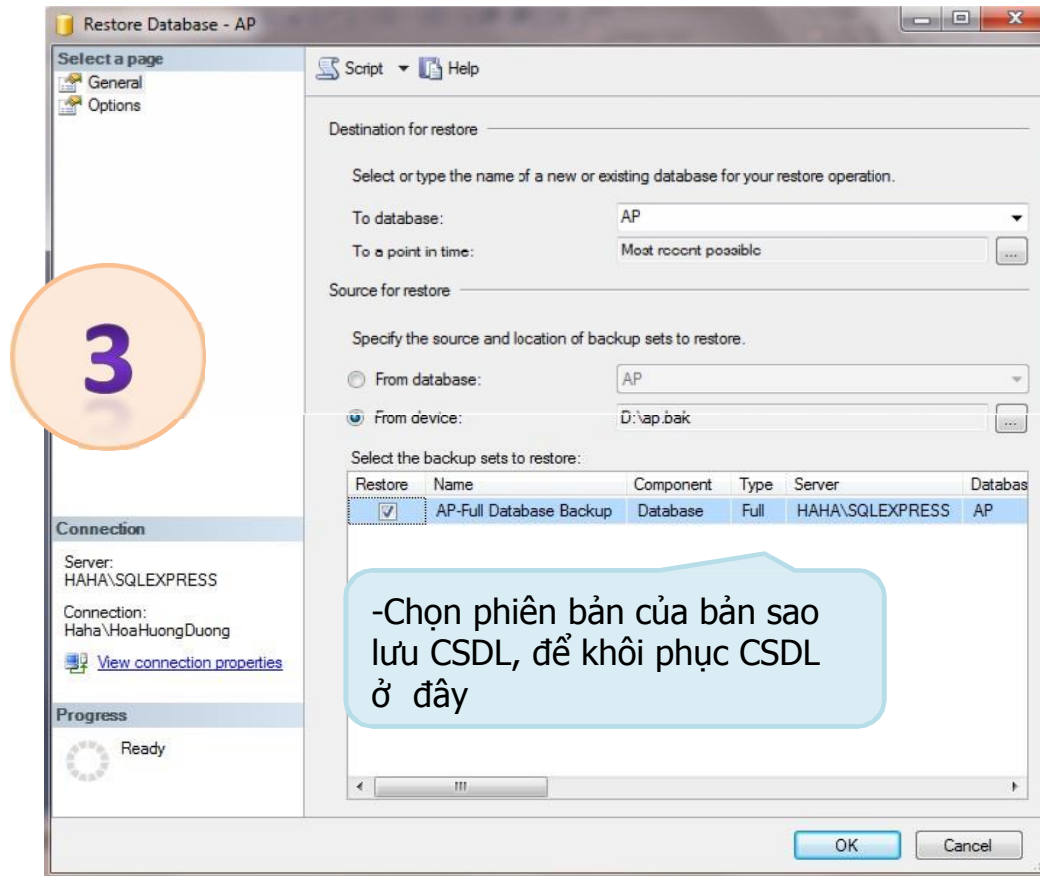 Restore Database - AP
Select a page
General
Options
Script Help
Destination for restore
Select or type the name of a new or existing database for your restore operation.
To database: AP
To a point in time: Most recent possible ...
Source for restore
3
Specify the source and location of backup sets to restore.
From database: AP
From device: D:\ap.bak ...
Select the backup sets to restore:
Restore Name Component Type Server Databas
AP-Full Database Backup Database Full HAHA\SQLEXPRESS AP
Connection
Server:
HAHA\SQLEXPRESS
Connection:
Haha\HoaHuongDuong
View connection properties
-Chọn phiên bản của bản sao
lưu CSDL, để khôi phục CSDL
ở đây
Progress
Ready
OK Cancel